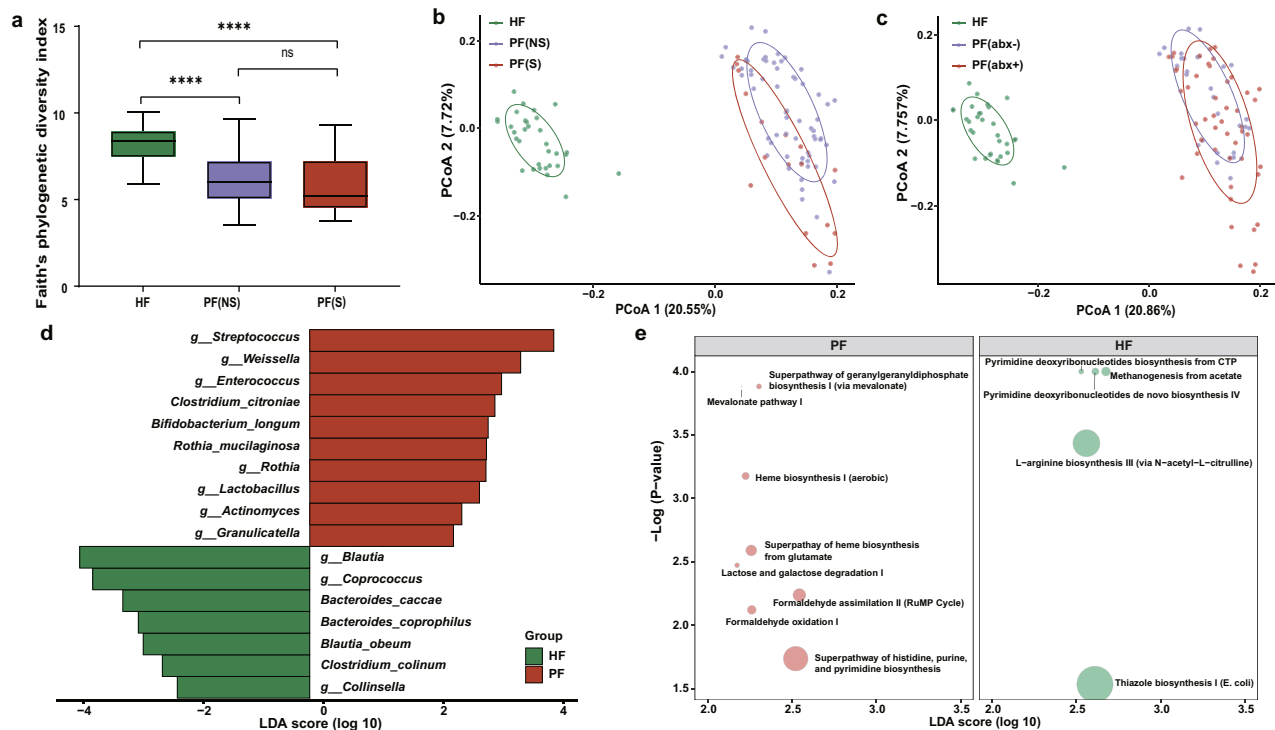 a
Faith's phylogenetic diversity index
15
10
5
0
****
****
ns
HF
PF(NS)
PF(S)
b
HF
PF(NS)
PF(S)
PCoA 2 (7.72%)
0.2
0.0
−0.2
−0.2
0.0
0.2
PCoA 1 (20.55%)
c
HF
PF(abx-)
PF(abx+)
PCoA 2 (7.757%)
0.2
0.0
−0.2
−0.2
0.0
0.2
PCoA 1 (20.86%)
d
g__Streptococcus
g__Weissella
g__Enterococcus
Clostridium_citroniae
Bifidobacterium_longum
Rothia_mucilaginosa
g__Rothia
g__Lactobacillus
g__Actinomyces
g__Granulicatella
g__Blautia
g__Coprococcus
Bacteroides_caccae
Bacteroides_coprophilus
Blautia_obeum
Clostridium_colinum
g__Collinsella
Group
HF
PF
−4
−2
0
2
4
LDA score (log 10)
e
PF
HF
−Log (P−value)
4.0
3.5
3.0
2.5
2.0
1.5
Superpathway of geranylgeranyldiphosphate
biosynthesis I (via mevalonate)
Mevalonate pathway I
Heme biosynthesis I (aerobic)
Superpathay of heme biosynthesis
from glutamate
Lactose and galactose degradation I
Formaldehyde assimilation II (RuMP Cycle)
Formaldehyde oxidation I
Superpathway of histidine, purine,
and pyrimidine biosynthesis
Pyrimidine deoxyribonucleotides biosynthesis from CTP
Methanogenesis from acetate
Pyrimidine deoxyribonucleotides de novo biosynthesis IV
L−arginine biosynthesis III (via N−acetyl−L−citrulline)
Thiazole biosynthesis I (E. coli)
2.0
2.5
3.0
3.5
2.0
2.5
3.0
3.5
LDA score (log 10)